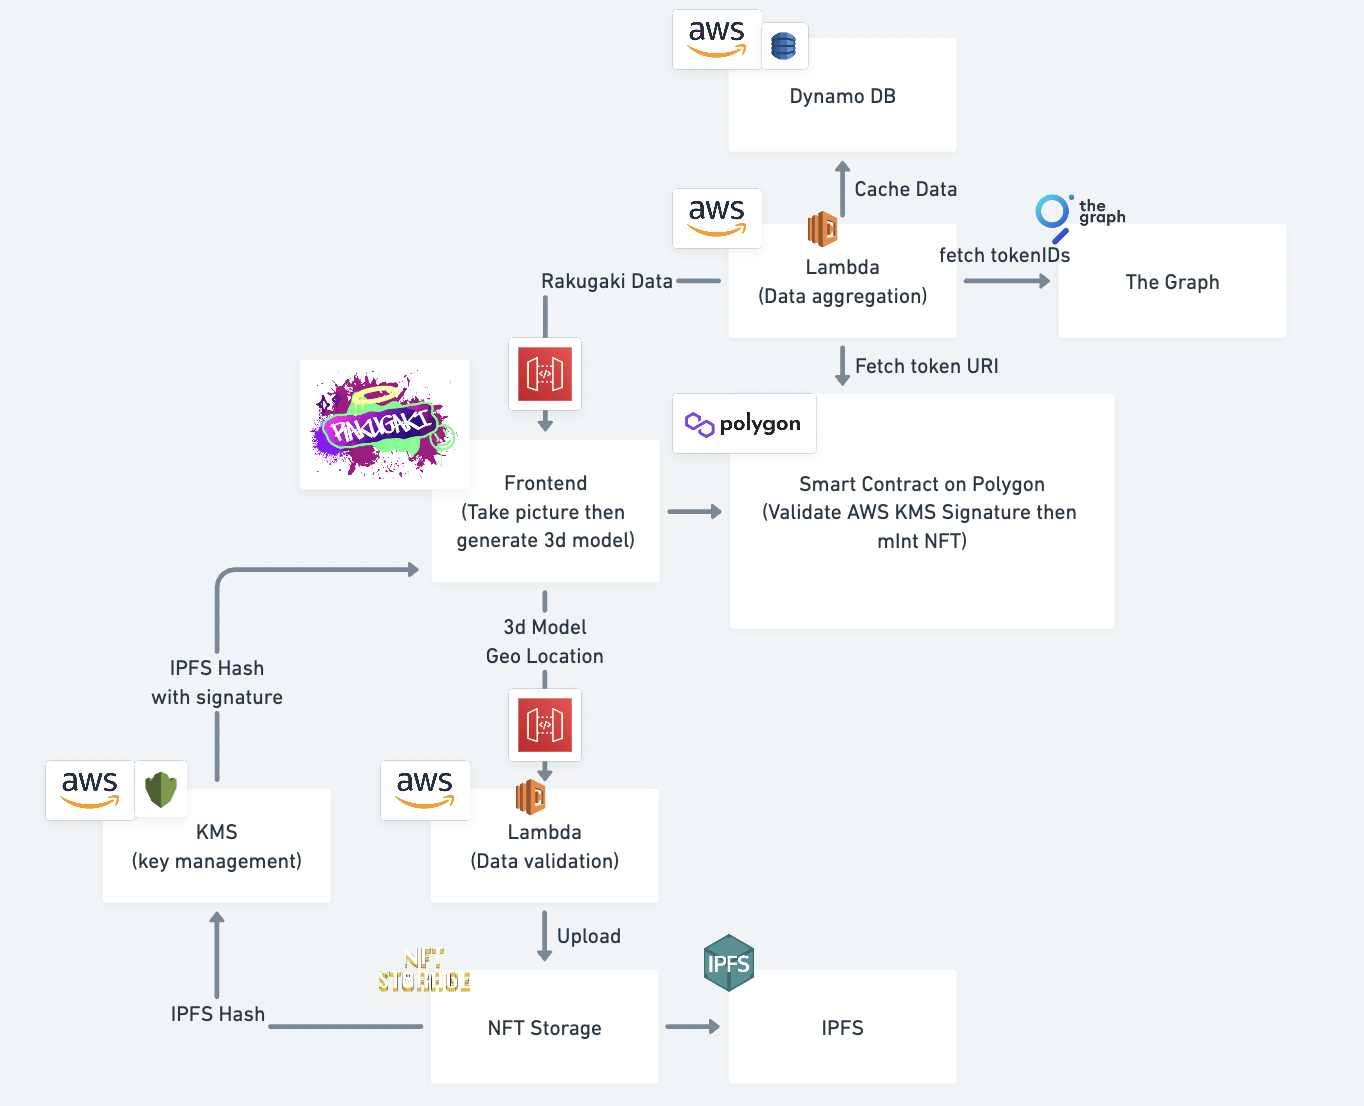 aws
Dynamo DB
Cache Data
aws
Lambda
(Data aggregation)
the
graph
fetch tokenIDs
The Graph
Rakugaki Data
Fetch token URI
RAKUGAKI
polygon
Frontend
(Take picture then
generate 3d model)
Smart Contract on Polygon
(Validate AWS KMS Signature then
mInt NFT)
3d Model
Geo Location
IPFS Hash
with signature
aws
KMS
(key management)
aws
Lambda
(Data validation)
Upload
NFT
STORAGE
IPFS
IPFS Hash
NFT Storage
IPFS